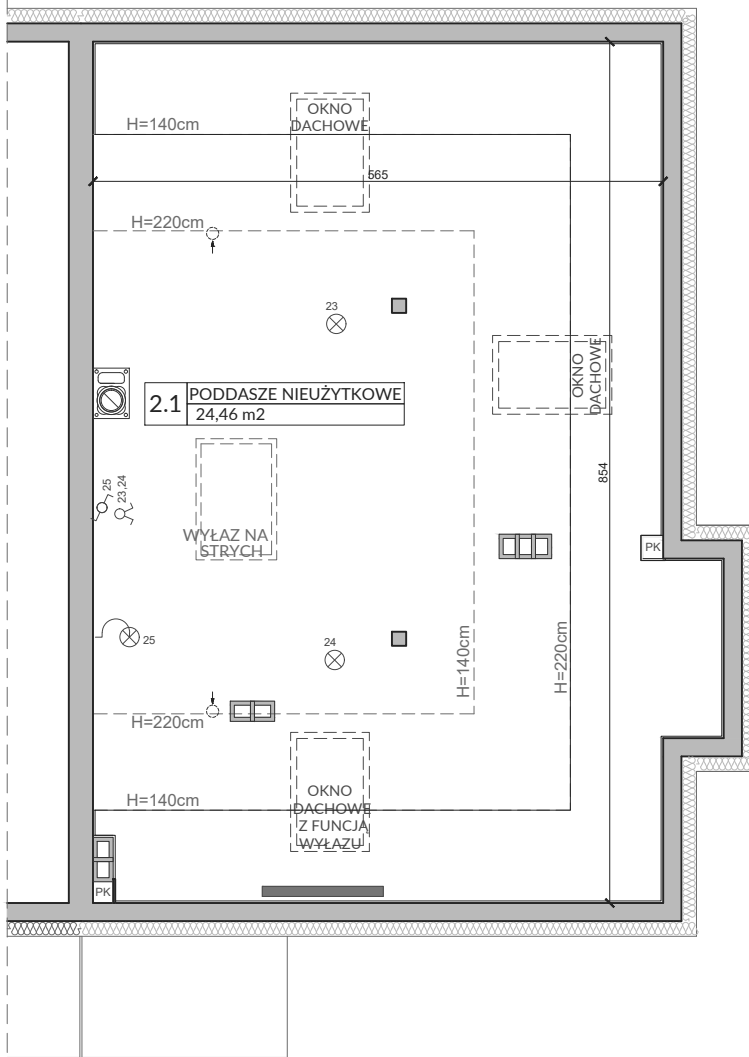 OKNO
DACHOWE
H=140cm
565
H=220cm
23
OKNO
DACHOWE
2.1 PODDASZE NIEUŻYTKOWE
24,46 m2
854
25
23,24
WYŁAZ NA
STRYCH
PK
25
24
H=140cm
H=220cm
H=220cm
H=140cm
OKNO
DACHOWE
Z FUNCJĄ
WYŁAZU
PK